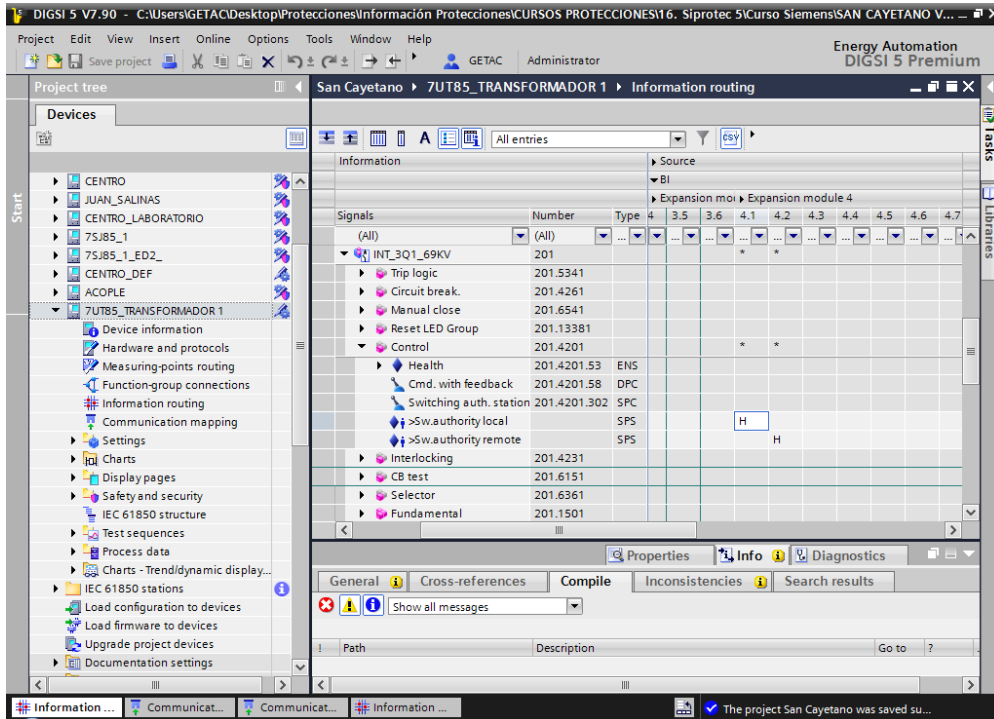 DIGSI 5 V7.90 - C:\Users\GETAC\Desktop\Protecciones\Información Protecciones\CURSOS PROTECCIONES\16. Siprotec 5\Curso Siemens\SAN CAYETANO V...
Project Edit View Insert Online Options Tools Window Help
Save project GETAC Administrator
Energy Automation
DIGSI 5 Premium
Project tree
San Cayetano 7UT85_TRANSFORMADOR 1 Information routing
Devices
All entries
CSV
Start
Tasks
Libraries
Information Source
BI
Expansion mo Expansion module 4
Signals Number Type 4 3.5 3.6 4.1 4.2 4.3 4.4 4.5 4.6 4.7
(All) (All) ... ... ... ... ... ... ... ... ...
CENTRO
JUAN_SALINAS
CENTRO_LABORATORIO
7SJ85_1
7SJ85_1_ED2_
CENTRO_DEF
ACOPLE
7UT85_TRANSFORMADOR 1
Device information
Hardware and protocols
Measuring-points routing
Function-group connections
Information routing
Communication mapping
Settings
Charts
Display pages
Safety and security
IEC 61850 structure
Test sequences
Process data
Charts - Trend/dynamic display...
IEC 61850 stations
Load configuration to devices
Load firmware to devices
Upgrade project devices
Documentation settings
INT_3Q1_69KV 201 * *
Trip logic 201.5341
Circuit break. 201.4261
Manual close 201.6541
Reset LED Group 201.13381
Control 201.4201 * *
Health 201.4201.53 ENS
Cmd. with feedback 201.4201.58 DPC
Switching auth. station 201.4201.302 SPC
>Sw.authority local SPS H
>Sw.authority remote SPS H
Interlocking 201.4231
CB test 201.6151
Selector 201.6361
Fundamental 201.1501
Properties Info Diagnostics
General Cross-references Compile Inconsistencies Search results
Show all messages
! Path Description Go to ?
Information ... Communicat... Communicat... Information ...
The project San Cayetano was saved su...